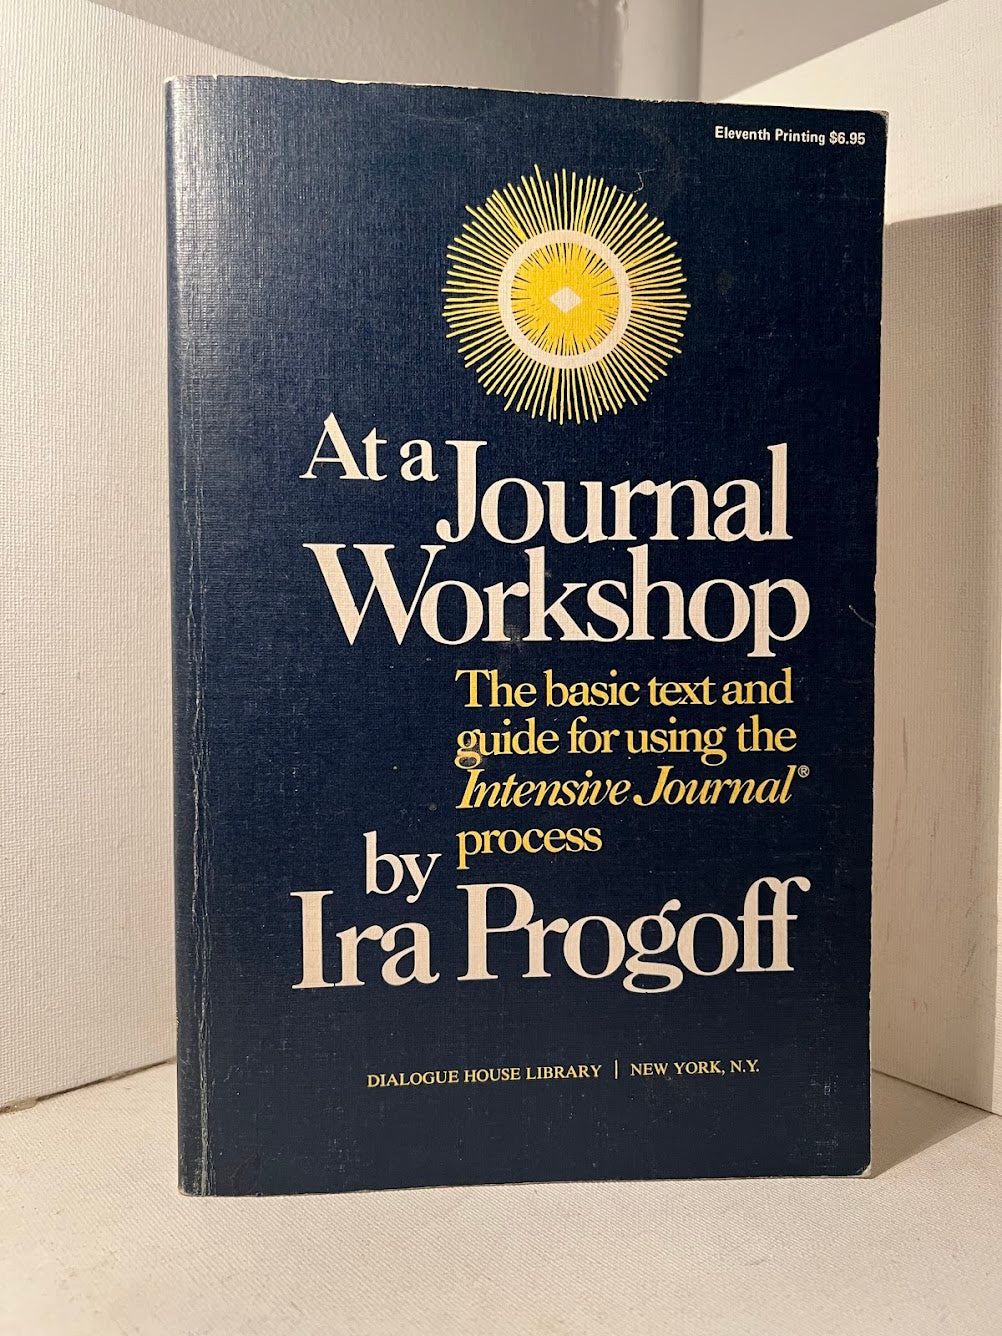 Eleventh Printing $6.95
At a
Journal
Workshop
The basic text and
guide for using the
Intensive Journal®
process
by
Ira Progoff
DIALOGUE HOUSE LIBRARY | NEW YORK, N.Y.